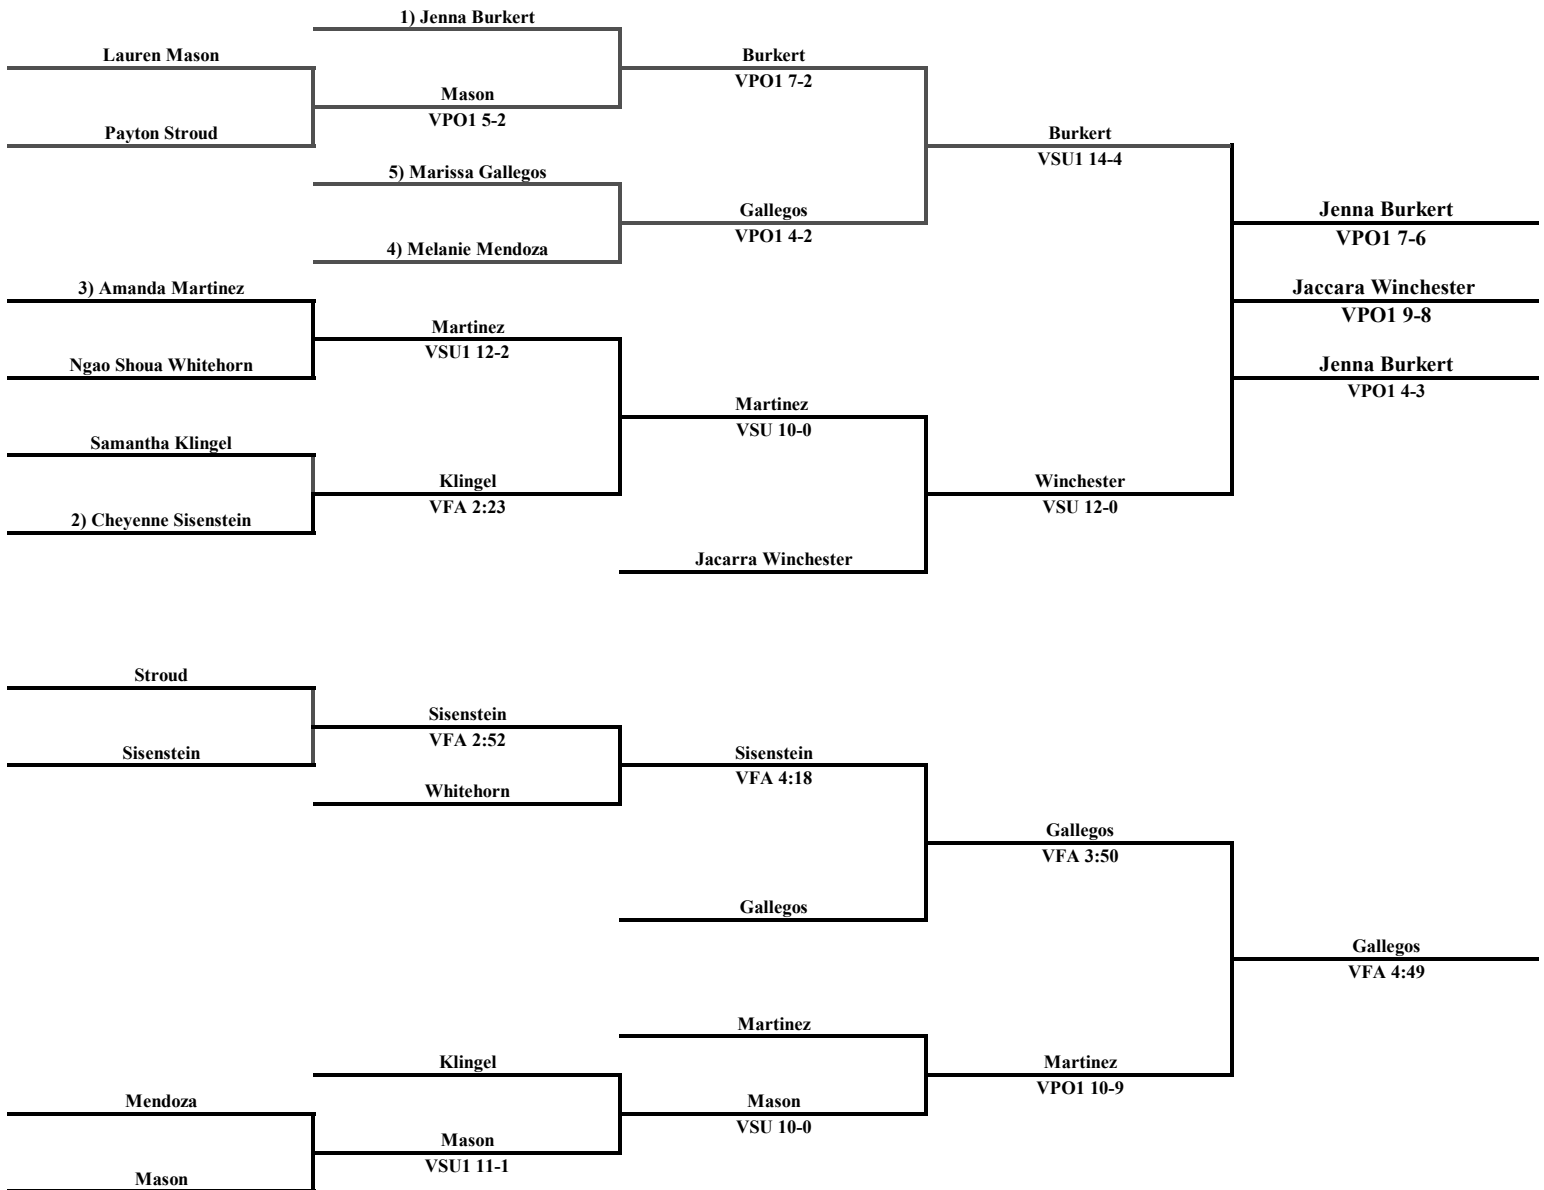 1) Jenna Burkert
Lauren Mason
Burkert
VPO1 7-2
Mason
VPO1 5-2
Payton Stroud
Burkert
VSU1 14-4
5) Marissa Gallegos
Gallegos
VPO1 4-2
Jenna Burkert
VPO1 7-6
4) Melanie Mendoza
3) Amanda Martinez
Jaccara Winchester
VPO1 9-8
Martinez
VSU1 12-2
Ngao Shoua Whitehorn
Jenna Burkert
VPO1 4-3
Martinez
VSU 10-0
Samantha Klingel
Klingel
VFA 2:23
Winchester
VSU 12-0
2) Cheyenne Sisenstein
Jacarra Winchester
Stroud
Sisenstein
VFA 2:52
Sisenstein
Sisenstein
VFA 4:18
Whitehorn
Gallegos
VFA 3:50
Gallegos
Gallegos
VFA 4:49
Martinez
Klingel
Martinez
VPO1 10-9
Mendoza
Mason
VSU 10-0
Mason
VSU1 11-1
Mason